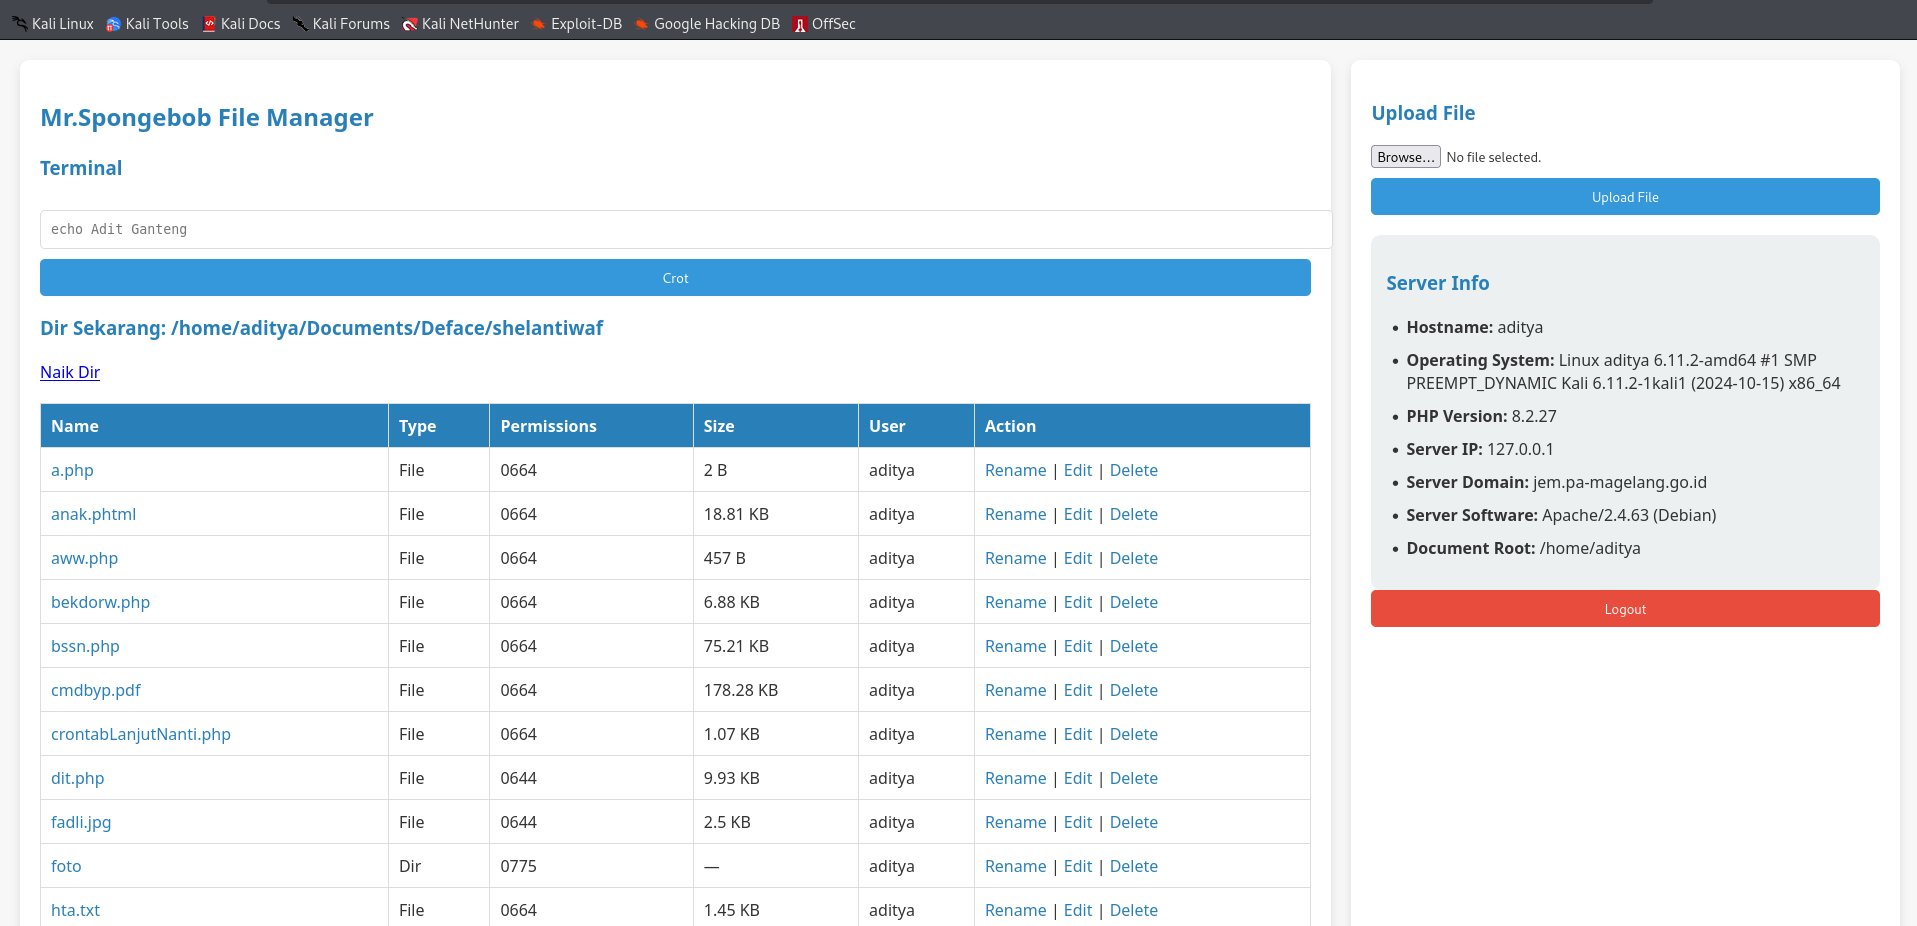 Kali Linux Kali Tools Kali Docs Kali Forums Kali NetHunter Exploit-DB Google Hacking DB OffSec
Mr.Spongebob File Manager
Terminal
echo Adit Ganteng
Crot
Dir Sekarang: /home/aditya/Documents/Deface/shelantiwaf
Naik Dir
Name Type Permissions Size User Action
a.php File 0664 2 B aditya Rename | Edit | Delete
anak.phtml File 0664 18.81 KB aditya Rename | Edit | Delete
aww.php File 0664 457 B aditya Rename | Edit | Delete
bekdorw.php File 0664 6.88 KB aditya Rename | Edit | Delete
bssn.php File 0664 75.21 KB aditya Rename | Edit | Delete
cmdbyp.pdf File 0664 178.28 KB aditya Rename | Edit | Delete
crontabLanjutNanti.php File 0664 1.07 KB aditya Rename | Edit | Delete
dit.php File 0644 9.93 KB aditya Rename | Edit | Delete
fadli.jpg File 0644 2.5 KB aditya Rename | Edit | Delete
foto Dir 0775 — aditya Rename | Edit | Delete
hta.txt File 0664 1.45 KB aditya Rename | Edit | Delete
Upload File
Browse... No file selected.
Upload File
Server Info
• Hostname: aditya
• Operating System: Linux aditya 6.11.2-amd64 #1 SMP
PREEMPT_DYNAMIC Kali 6.11.2-1kali1 (2024-10-15) x86_64
• PHP Version: 8.2.27
• Server IP: 127.0.0.1
• Server Domain: jem.pa-magelang.go.id
• Server Software: Apache/2.4.63 (Debian)
• Document Root: /home/aditya
Logout